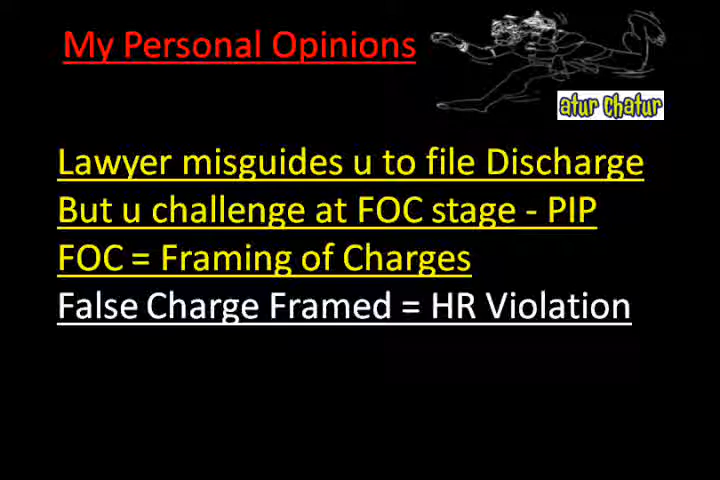 My Personal Opinions
atur chatur
Lawyer misguides u to file Discharge
But u challenge at FOC stage - PIP
FOC = Framing of Charges
False Charge Framed = HR Violation